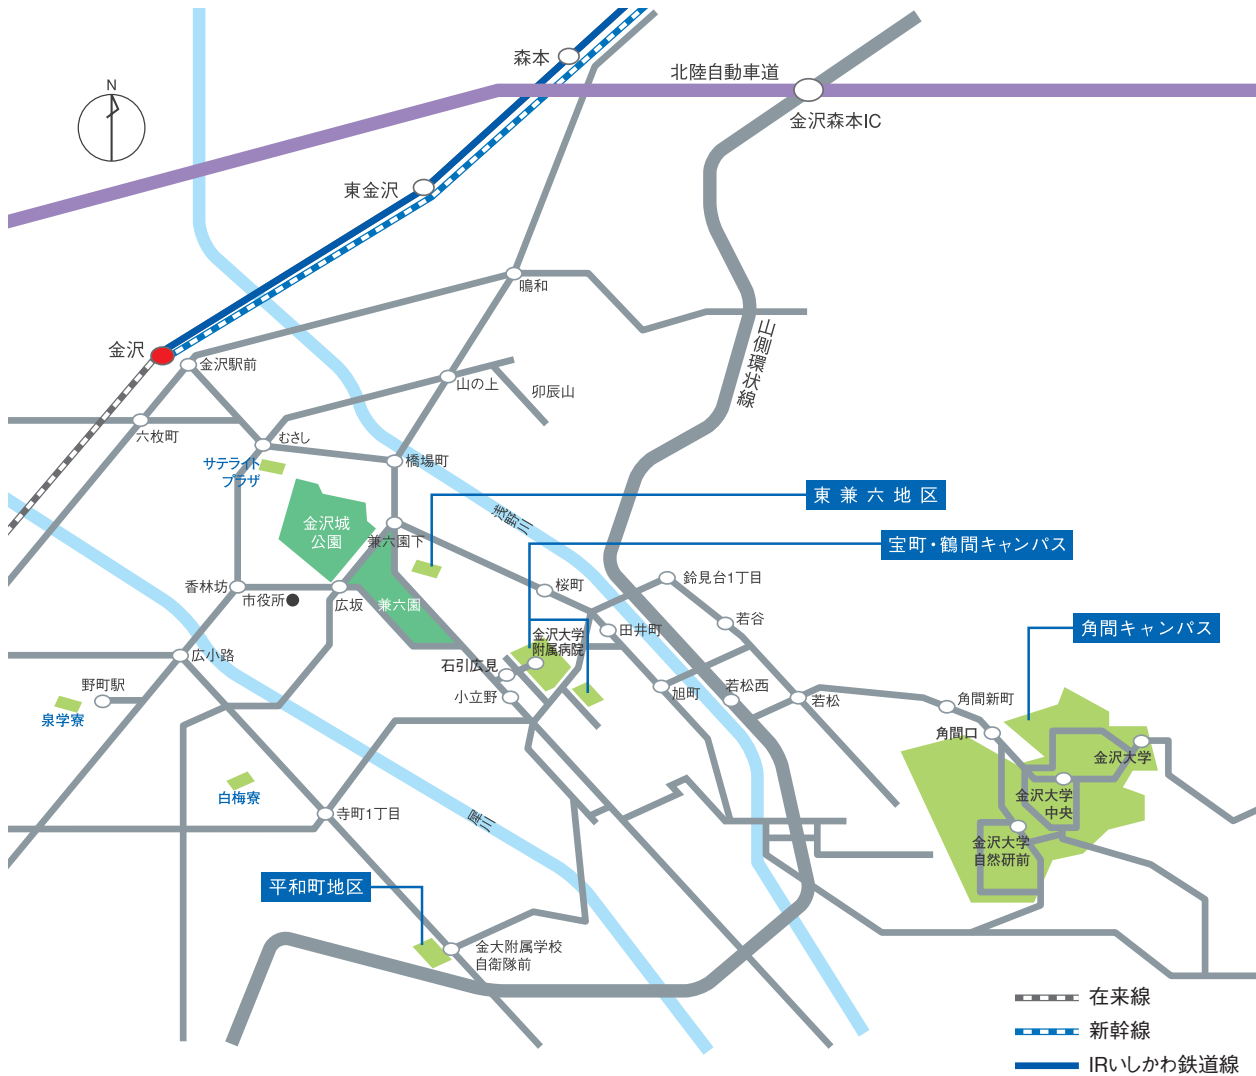 N
森本
北陸自動車道
金沢森本IC
東金沢
鳴和
山側環状線
金沢
金沢駅前
山の上
卯辰山
六枚町
むさし
橋場町
サテライト
プラザ
東兼六地区
金沢城
公園
浅野川
兼六園下
宝町・鶴間キャンパス
香林坊
市役所
広坂
兼六園
桜町
鈴見台1丁目
若谷
角間キャンパス
金沢大学
附属病院
田井町
広小路
石引広見
小立野
旭町
若松西
若松
角間新町
角間口
野町駅
泉学寮
金沢大学
金沢大学
中央
白梅寮
寺町1丁目
犀川
金沢大学
自然研前
平和町地区
金大附属学校
自衛隊前
在来線
新幹線
IRいしかわ鉄道線